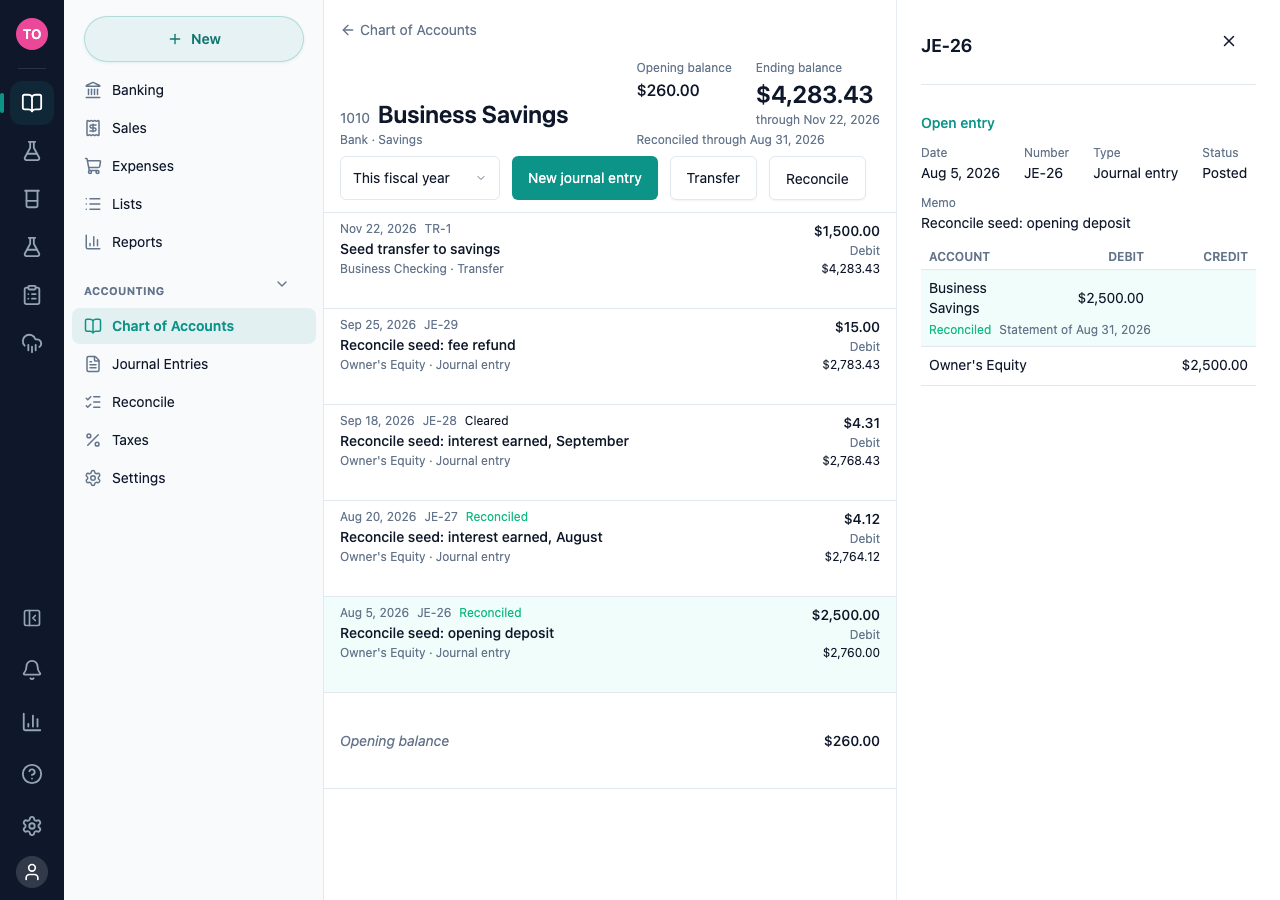 TO
New
Banking
Sales
Expenses
Lists
Reports
ACCOUNTING
Chart of Accounts
Journal Entries
Reconcile
Taxes
Settings
Chart of Accounts
1010 Business Savings
Bank · Savings
Opening balance
$260.00
Ending balance
$4,283.43
through Nov 22, 2026
Reconciled through Aug 31, 2026
This fiscal year
New journal entry
Transfer
Reconcile
Nov 22, 2026 TR-1
$1,500.00
Seed transfer to savings
Debit
Business Checking · Transfer
$4,283.43
Sep 25, 2026 JE-29
$15.00
Reconcile seed: fee refund
Debit
Owner's Equity · Journal entry
$2,783.43
Sep 18, 2026 JE-28 Cleared
$4.31
Reconcile seed: interest earned, September
Debit
Owner's Equity · Journal entry
$2,768.43
Aug 20, 2026 JE-27 Reconciled
$4.12
Reconcile seed: interest earned, August
Debit
Owner's Equity · Journal entry
$2,764.12
Aug 5, 2026 JE-26 Reconciled
$2,500.00
Reconcile seed: opening deposit
Debit
Owner's Equity · Journal entry
$2,760.00
Opening balance
$260.00
JE-26
Open entry
Date Number Type Status
Aug 5, 2026 JE-26 Journal entry Posted
Memo
Reconcile seed: opening deposit
ACCOUNT DEBIT CREDIT
Business
Savings
$2,500.00
Reconciled Statement of Aug 31, 2026
Owner's Equity $2,500.00